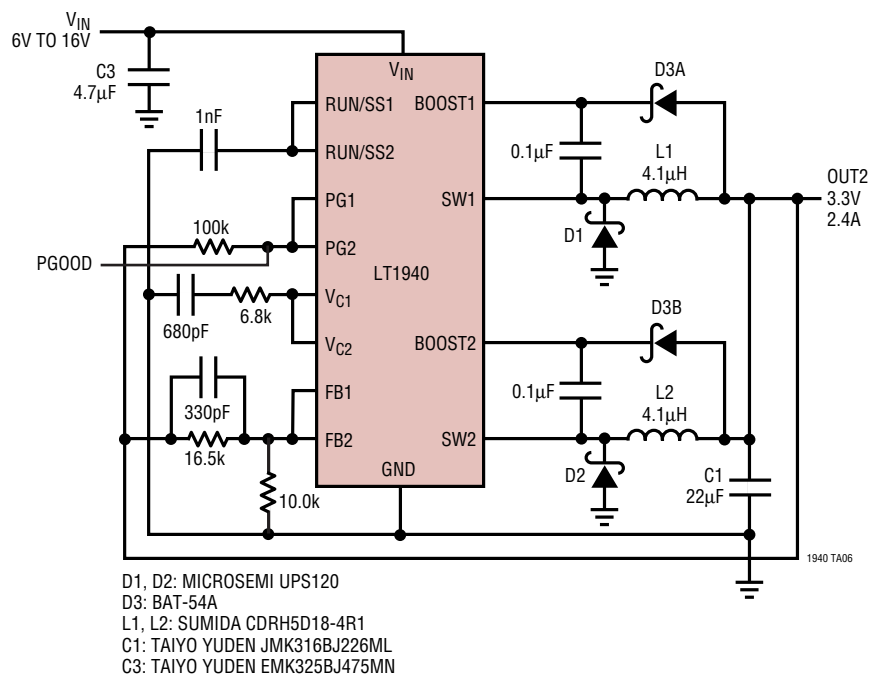 VIN
6V TO 16V
C3
4.7µF
VIN
D3A
RUN/SS1
BOOST1
1nF
0.1µF
L1
4.1µH
RUN/SS2
OUT2
3.3V
2.4A
PG1
SW1
100k
D1
PG2
PGOOD
LT1940
VC1
680pF
6.8k
D3B
VC2
BOOST2
330pF
0.1µF
L2
4.1µH
FB1
16.5k
FB2
SW2
GND
D2
C1
22µF
10.0k
1940 TA06
D1, D2: MICROSEMI UPS120
D3: BAT-54A
L1, L2: SUMIDA CDRH5D18-4R1
C1: TAIYO YUDEN JMK316BJ226ML
C3: TAIYO YUDEN EMK325BJ475MN